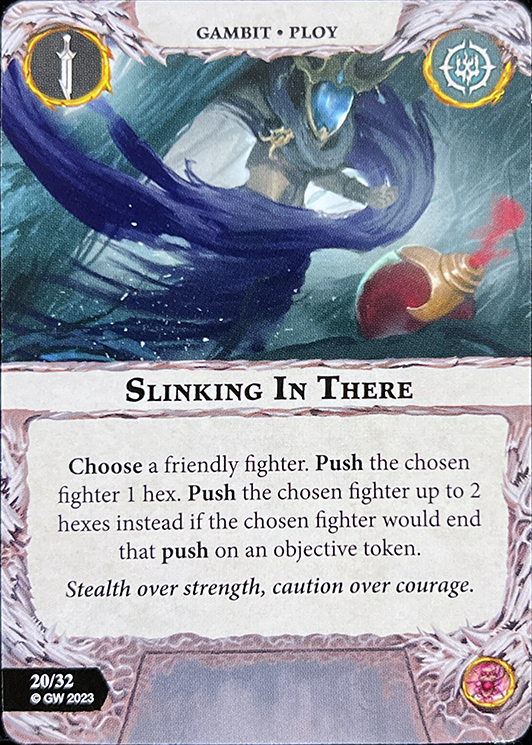 GAMBIT • PLOY
SLINKING IN THERE
Choose a friendly fighter. Push the chosen
fighter 1 hex. Push the chosen fighter up to 2
hexes instead if the chosen fighter would end
that push on an objective token.
Stealth over strength, caution over courage.
20/32
© GW 2023